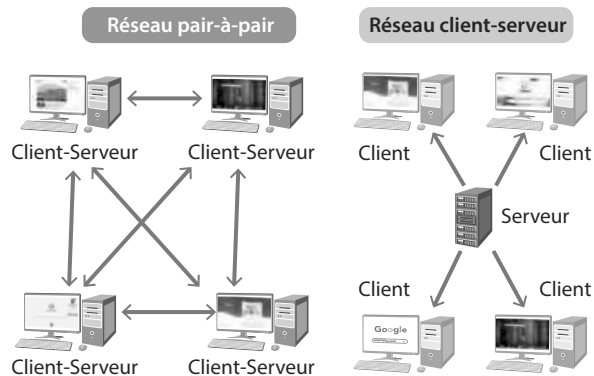 Réseau pair-à-pair
Client-Serveur
Client-Serveur
Client-Serveur
Client-Serveur
Réseau client-serveur
Client
Client
Serveur
Client
Client
Google